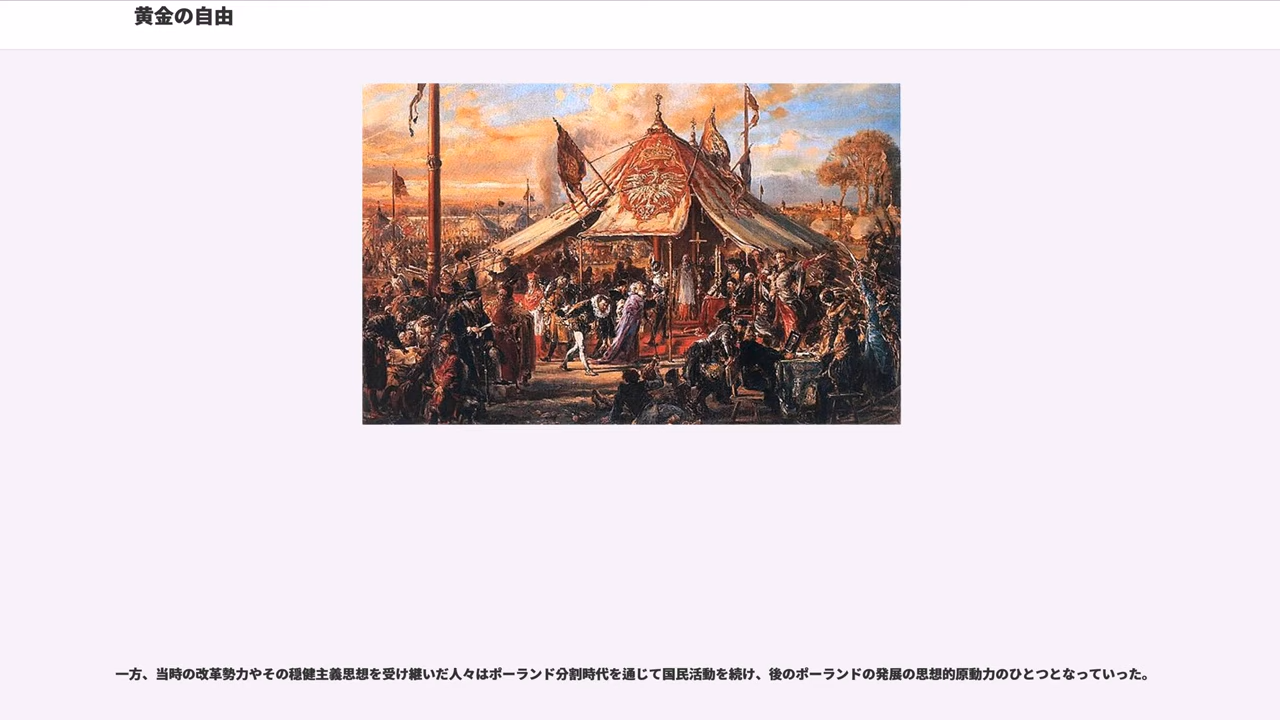 黄金の自由
一方、当時の改革勢力やその穏健主義思想を受け継いだ人々はポーランド分割時代を通じて国民活動を続け、後のポーランドの発展の思想的原動力のひとつとなっていった。